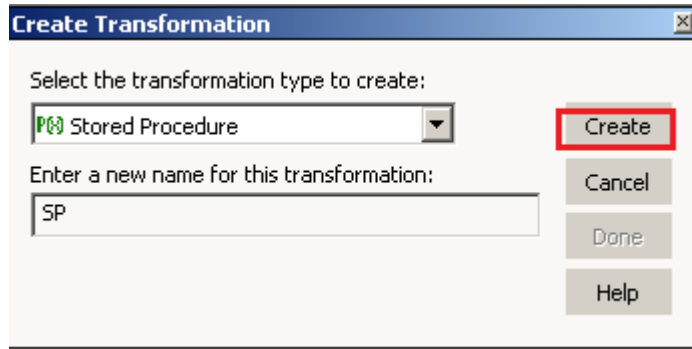 Create Transformation
Select the transformation type to create:
Stored Procedure
Create
Enter a new name for this transformation:
Cancel
SP
Done
Help